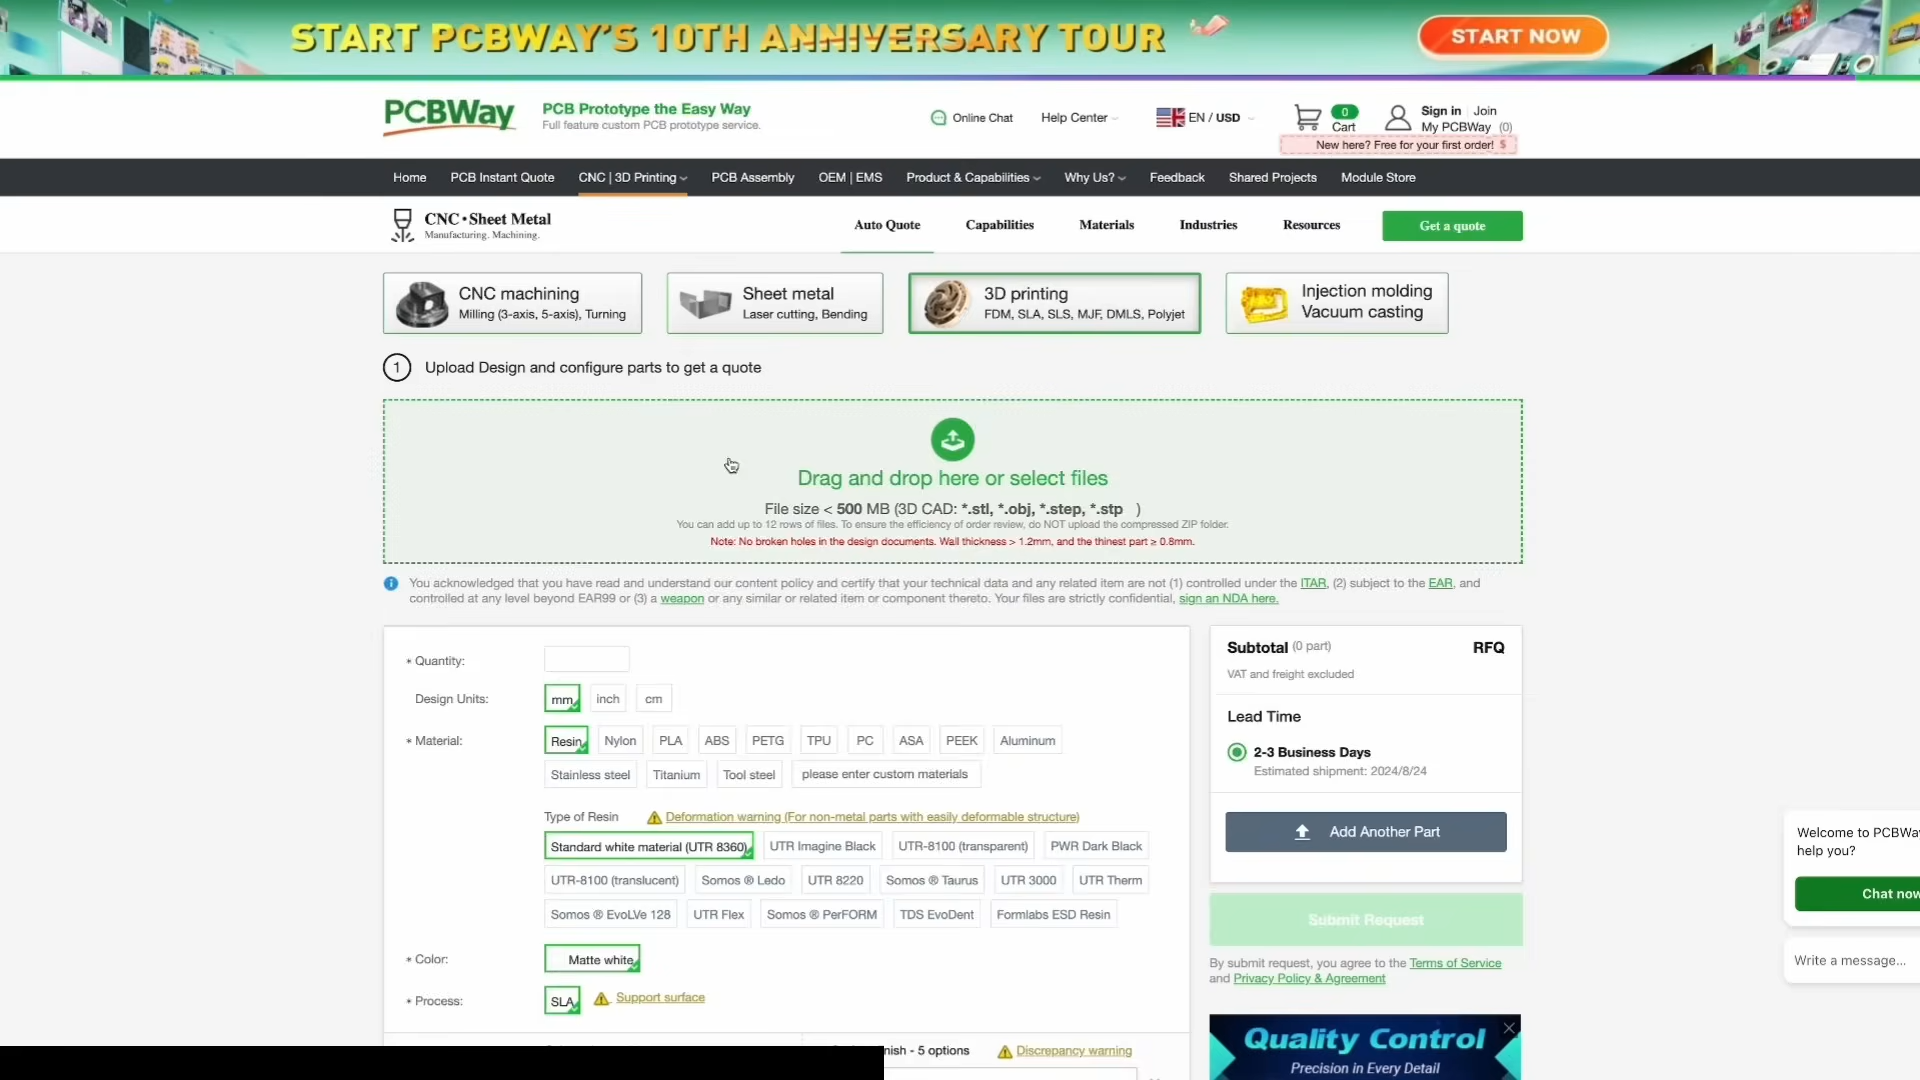 START PCBWAY'S 10TH ANNIVERSARY TOUR
START NOW
PCBWay
PCB Prototype the Easy Way
Full feature custom PCB prototype service.
Online Chat
Help Center
EN / USD
0
Cart
Sign in
Join
My PCBWay (0)
New here? Free for your first order! $
Home
PCB Instant Quote
CNC | 3D Printing
PCB Assembly
OEM | EMS
Product & Capabilities
Why Us?
Feedback
Shared Projects
Module Store
CNC•Sheet Metal
Manufacturing. Machining.
Auto Quote
Capabilities
Materials
Industries
Resources
Get a quote
CNC machining
Milling (3-axis, 5-axis), Turning
Sheet metal
Laser cutting, Bending
3D printing
FDM, SLA, SLS, MJF, DMLS, Polyjet
Injection molding
Vacuum casting
1 Upload Design and configure parts to get a quote
Drag and drop here or select files
File size < 500 MB (3D CAD: *.stl, *.obj, *.step, *.stp )
You can add up to 12 rows of files. To ensure the efficiency of order review, do NOT upload the compressed ZIP folder.
Note: No broken holes in the design documents. Wall thickness > 1.2mm, and the thinest part ≥ 0.8mm.
You acknowledged that you have read and understand our content policy and certify that your technical data and any related item are not (1) controlled under the ITAR, (2) subject to the EAR, and
controlled at any level beyond EAR99 or (3) a weapon or any similar or related item or component thereto. Your files are strictly confidential, sign an NDA here.
* Quantity:
Design Units:
mm
inch
cm
* Material:
Resin
Nylon
PLA
ABS
PETG
TPU
PC
ASA
PEEK
Aluminum
Stainless steel
Titanium
Tool steel
please enter custom materials
Type of Resin
Deformation warning (For non-metal parts with easily deformable structure)
Standard white material (UTR 8360)
UTR Imagine Black
UTR-8100 (transparent)
PWR Dark Black
UTR-8100 (translucent)
Somos ® Ledo
UTR 8220
Somos ® Taurus
UTR 3000
UTR Therm
Somos ® EvoLVe 128
UTR Flex
Somos ® PerFORM
TDS EvoDent
Formlabs ESD Resin
* Color:
Matte white
* Process:
SLA
Support surface
nish - 5 options
Discrepancy warning
Subtotal (0 part)
RFQ
VAT and freight excluded
Lead Time
2-3 Business Days
Estimated shipment: 2024/8/24
Add Another Part
Submit Request
By submit request, you agree to the Terms of Service
and Privacy Policy & Agreement
Quality Control
Precision in Every Detail
Welcome to PCBWay
help you?
Chat now
Write a message...